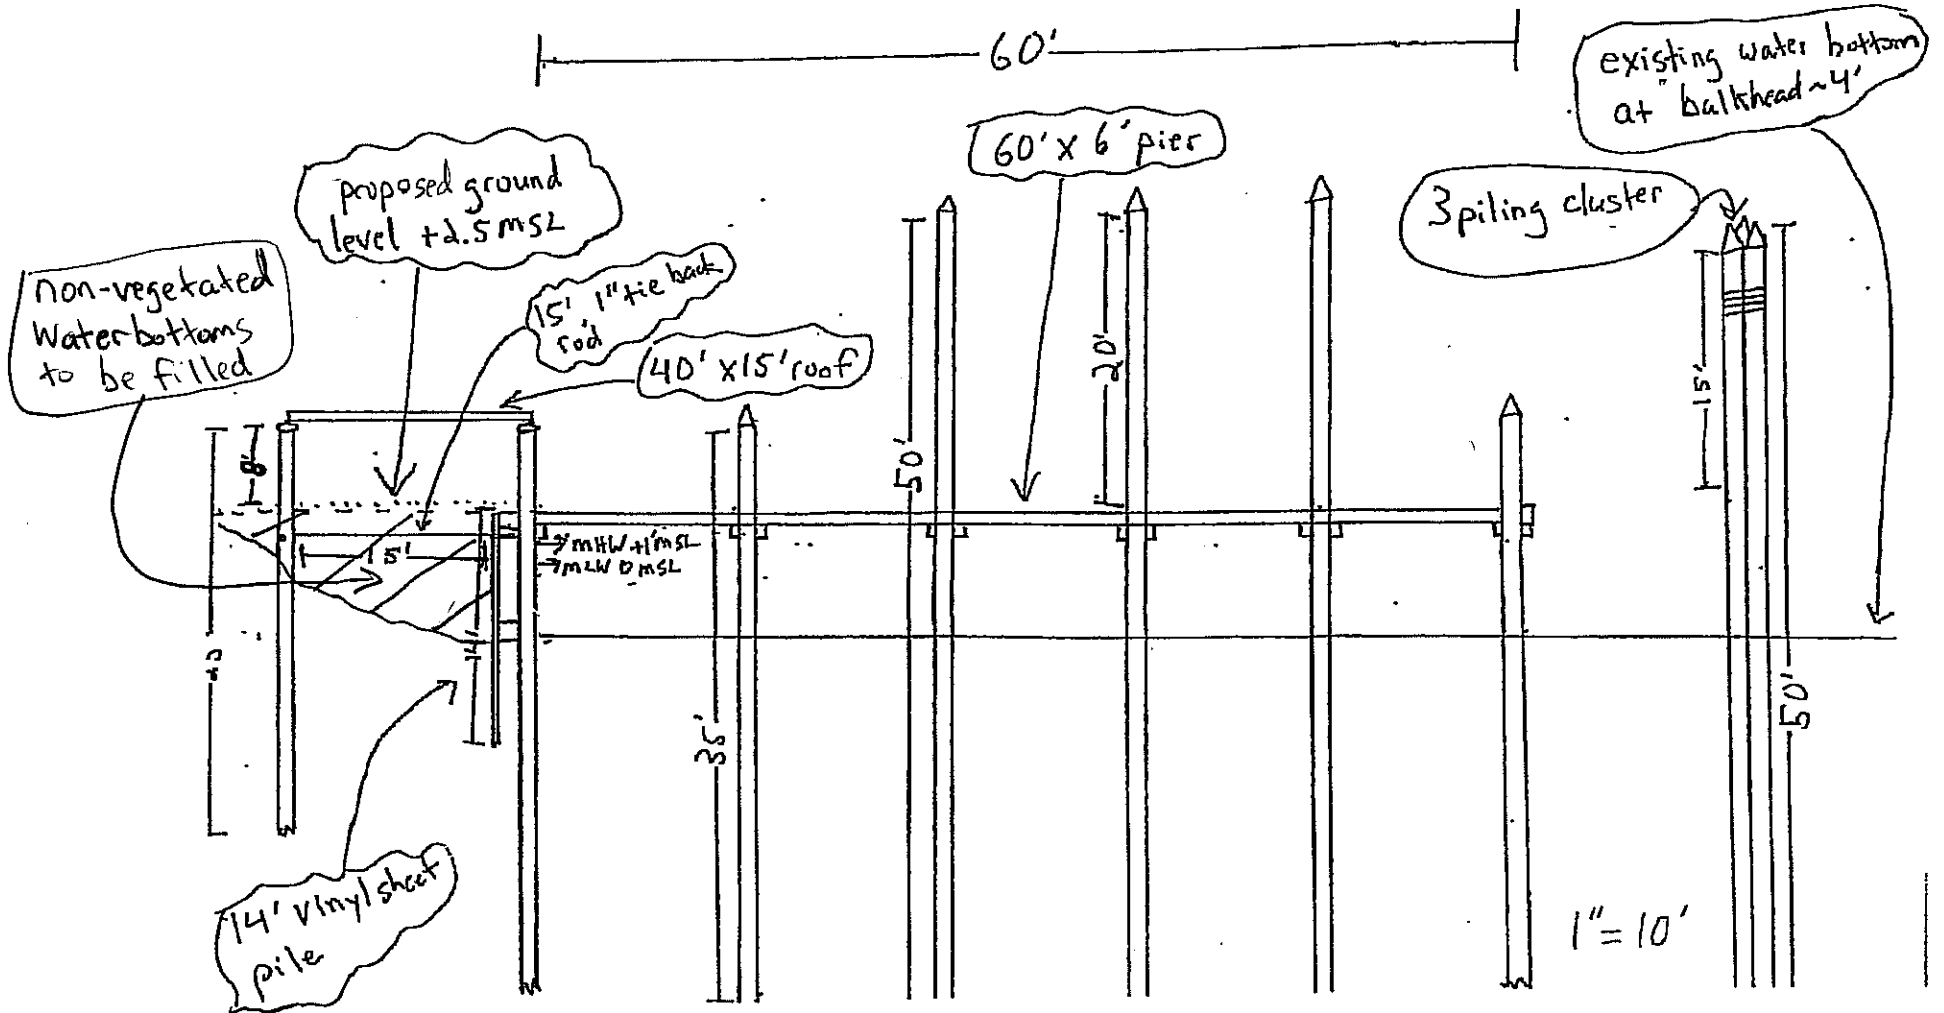 60'
existing water bottom
at balkhead ~4'
60' x 6' pier
3 piling cluster
proposed ground
level +2.5 MSL
non-vegetated
Waterbottoms
to be filled
15' 1" tie back
rod
40' x 15' roof
8'
20'
15'
50'
15'
MHW +1' MSL
MLW 0 MSL
14'
35'
50'
14' vinyl sheet
pile
1" = 10'